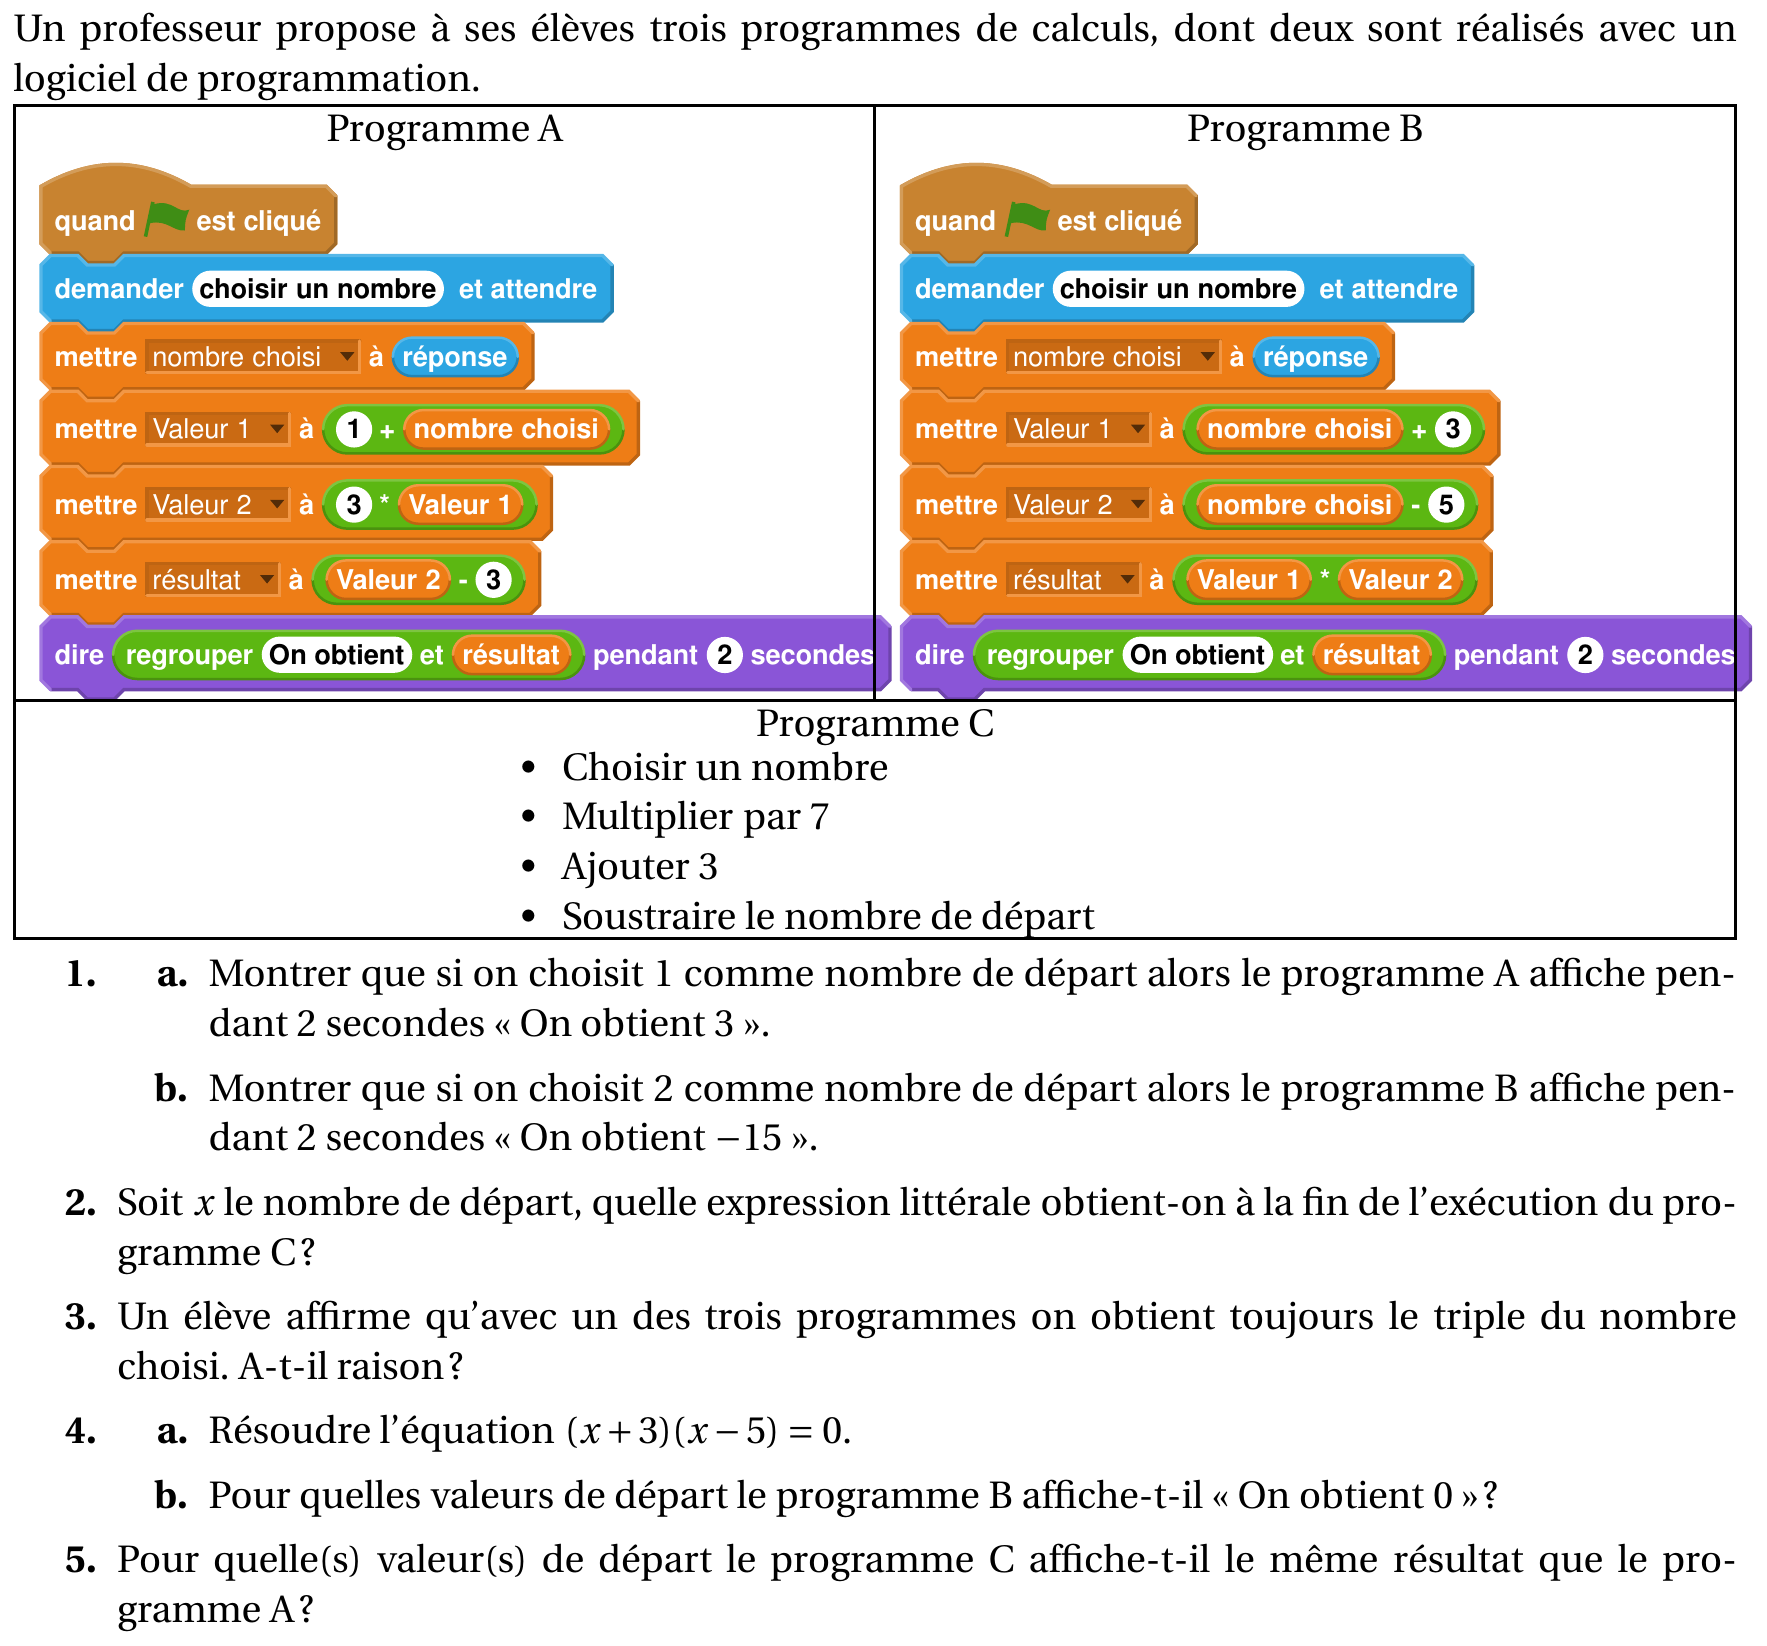 Un professeur propose à ses élèves trois programmes de calculs, dont deux sont réalisés avec un
logiciel de programmation.
Programme A
quand est cliqué
demander choisir un nombre et attendre
mettre nombre choisi à réponse
mettre Valeur 1 à 1 + nombre choisi
mettre Valeur 2 à 3 * Valeur 1
mettre résultat à Valeur 2 - 3
dire regrouper On obtient et résultat pendant 2 secondes
Programme B
quand est cliqué
demander choisir un nombre et attendre
mettre nombre choisi à réponse
mettre Valeur 1 à nombre choisi + 3
mettre Valeur 2 à nombre choisi - 5
mettre résultat à Valeur 1 * Valeur 2
dire regrouper On obtient et résultat pendant 2 secondes
Programme C
• Choisir un nombre
• Multiplier par 7
• Ajouter 3
• Soustraire le nombre de départ
1. a. Montrer que si on choisit 1 comme nombre de départ alors le programme A affiche pen-
dant 2 secondes « On obtient 3 ».
b. Montrer que si on choisit 2 comme nombre de départ alors le programme B affiche pen-
dant 2 secondes « On obtient −15 ».
2. Soit x le nombre de départ, quelle expression littérale obtient-on à la fin de l'exécution du pro-
gramme C ?
3. Un élève affirme qu'avec un des trois programmes on obtient toujours le triple du nombre
choisi. A-t-il raison ?
4. a. Résoudre l'équation (x + 3)(x − 5) = 0.
b. Pour quelles valeurs de départ le programme B affiche-t-il « On obtient 0 » ?
5. Pour quelle(s) valeur(s) de départ le programme C affiche-t-il le même résultat que le pro-
gramme A ?